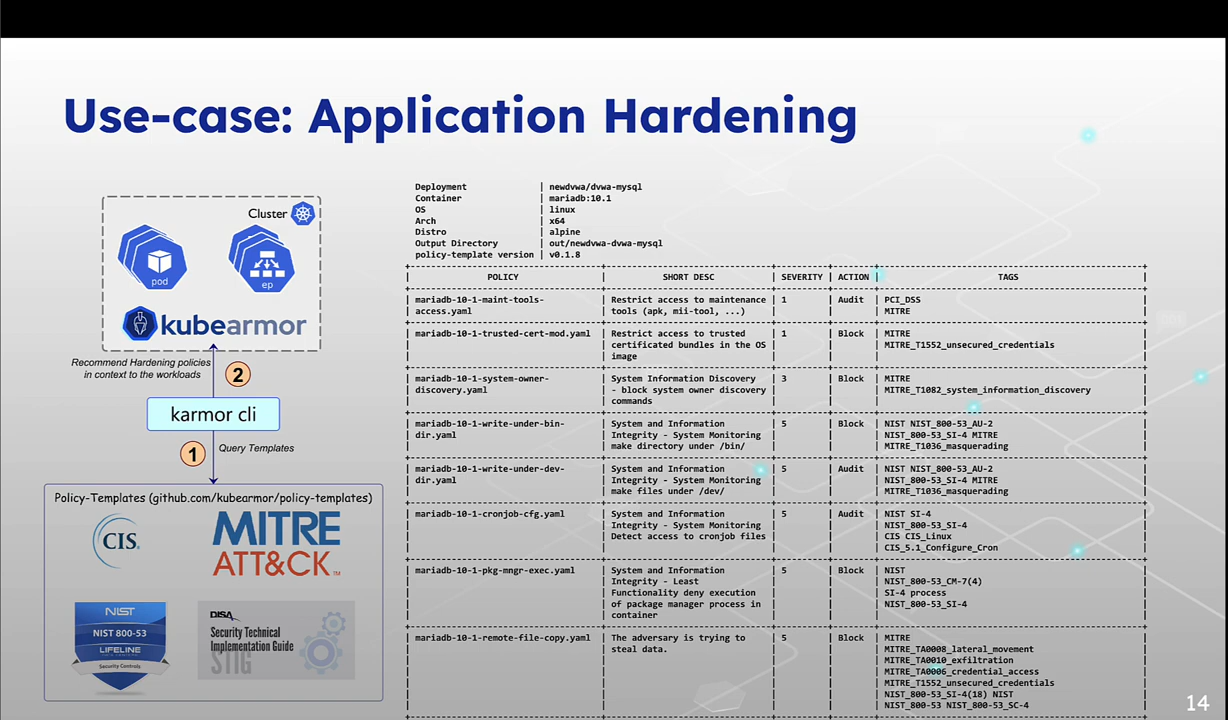 Use-case: Application Hardening
Cluster
pod
ep
kubearmor
Recommend Hardening policies
in context to the workloads
2
karmor cli
1
Query Templates
Policy-Templates (github.com/kubearmor/policy-templates)
CIS.
MITRE
ATT&CK™
NIST
NIST 800-53
LIFELINE
Security Controls
DISA
Security Technical
Implementation Guide
STIG
Deployment | newdvwa/dvwa-mysql
Container | mariadb:10.1
OS | linux
Arch | x64
Distro | alpine
Output Directory | out/newdvwa-dvwa-mysql
policy-template version | v0.1.8
POLICY | SHORT DESC | SEVERITY | ACTION | TAGS
mariadb-10-1-maint-tools- | Restrict access to maintenance | 1 | Audit | PCI_DSS
access.yaml | tools (apk, mii-tool, ...) | | | MITRE
mariadb-10-1-trusted-cert-mod.yaml | Restrict access to trusted | 1 | Block | MITRE
certificated bundles in the OS | | | MITRE_T1552_unsecured_credentials
image
mariadb-10-1-system-owner- | System Information Discovery | 3 | Block | MITRE
discovery.yaml | - block system owner discovery | | | MITRE_T1082_system_information_discovery
commands
mariadb-10-1-write-under-bin- | System and Information | 5 | Block | NIST NIST_800-53_AU-2
dir.yaml | Integrity - System Monitoring | | | NIST_800-53_SI-4 MITRE
make directory under /bin/ | | | MITRE_T1036_masquerading
mariadb-10-1-write-under-dev- | System and Information | 5 | Audit | NIST NIST_800-53_AU-2
dir.yaml | Integrity - System Monitoring | | | NIST_800-53_SI-4 MITRE
make files under /dev/ | | | MITRE_T1036_masquerading
mariadb-10-1-cronjob-cfg.yaml | System and Information | 5 | Audit | NIST SI-4
Integrity - System Monitoring | | | NIST_800-53_SI-4
Detect access to cronjob files | | | CIS CIS_Linux
CIS_5.1_Configure_Cron
mariadb-10-1-pkg-mngr-exec.yaml | System and Information | 5 | Block | NIST
Integrity - Least | | | NIST_800-53_CM-7(4)
Functionality deny execution | | | SI-4 process
of package manager process in | | | NIST_800-53_SI-4
container
mariadb-10-1-remote-file-copy.yaml | The adversary is trying to | 5 | Block | MITRE
steal data. | | | MITRE_TA0008_lateral_movement
MITRE_TA0010_exfiltration
MITRE_TA0006_credential_access
MITRE_T1552_unsecured_credentials
NIST_800-53_SI-4(18) NIST
NIST_800-53 NIST_800-53_SC-4
14